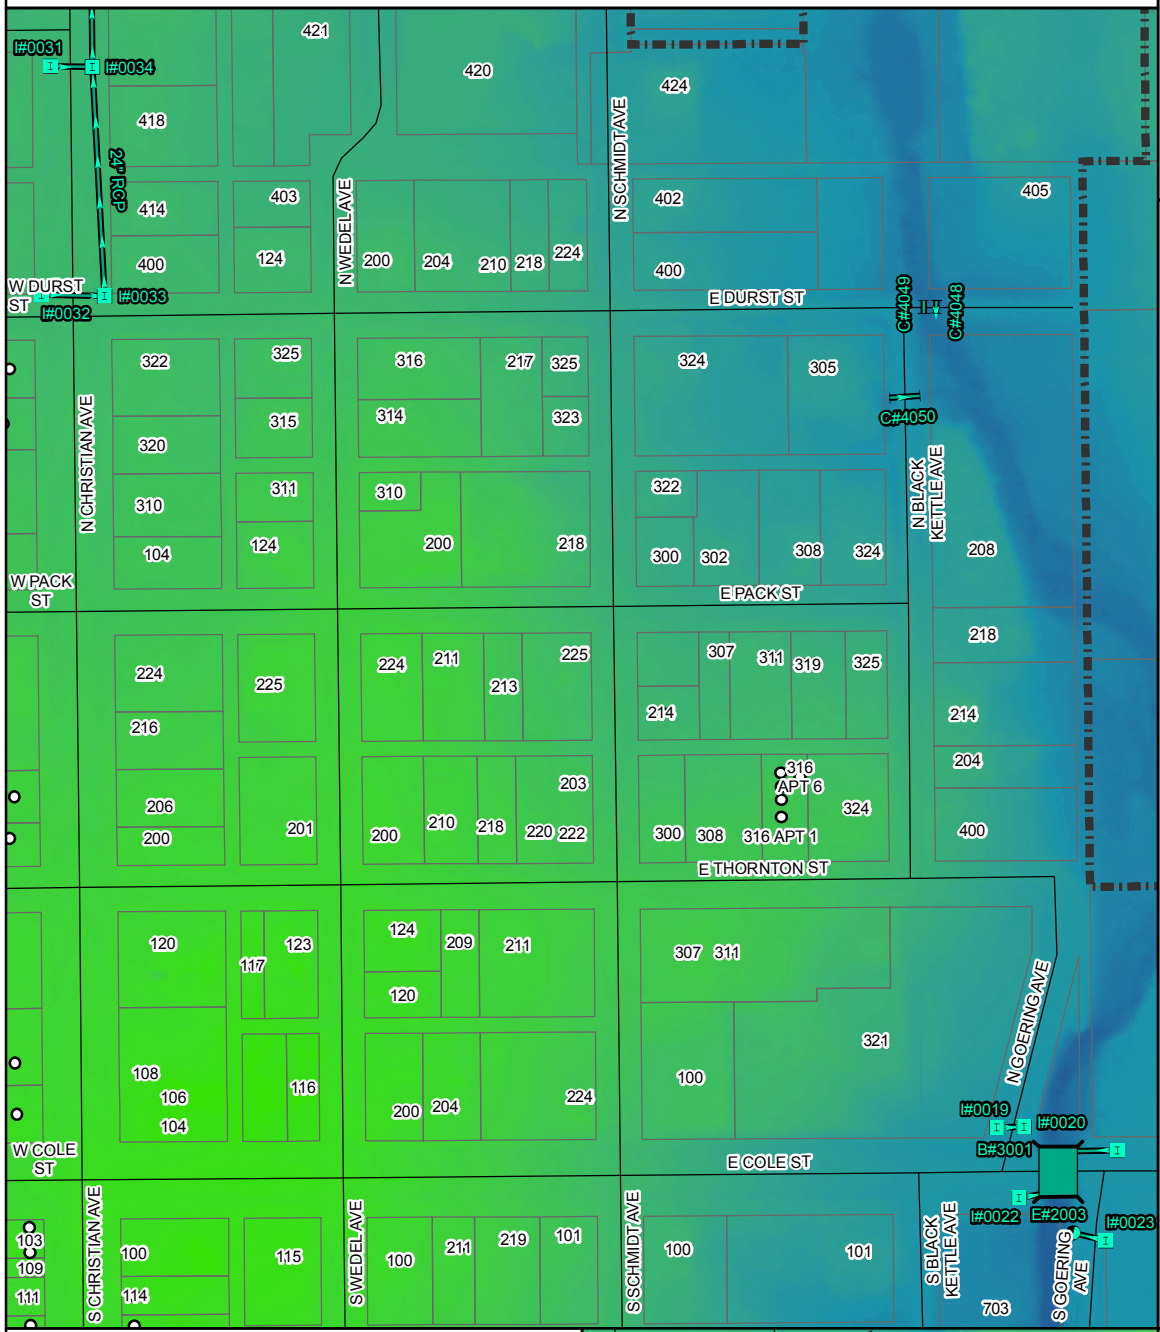 421
I#0031
I#0034
420
424
418
24" RCP
N SCHMIDT AVE
414
403
N WEDEL AVE
402
405
400
124
200
204
210
218
224
400
W DURST
ST
I#0033
I#0032
E DURST ST
C#4049
C#4048
322
325
316
217
325
324
305
N CHRISTIAN AVE
315
314
323
C#4050
320
310
311
310
322
N BLACK
KETTLE AVE
104
124
200
218
300
302
308
324
208
W PACK
ST
E PACK ST
224
225
224
211
213
225
307
311
319
325
218
216
214
214
206
200
201
200
210
218
203
220
222
300
308
316
APT 6
316 APT 1
324
204
400
E THORNTON ST
120
117
123
124
209
211
307
311
120
N GOERING AVE
321
108
106
104
116
200
204
224
100
I#0019
I#0020
B#3001
W COLE
ST
E COLE ST
I#0022
E#2003
I#0023
S CHRISTIAN AVE
S WEDEL AVE
S SCHMIDT AVE
S BLACK
KETTLE AVE
S GOERING
AVE
103
109
111
100
114
115
100
211
219
101
100
101
703